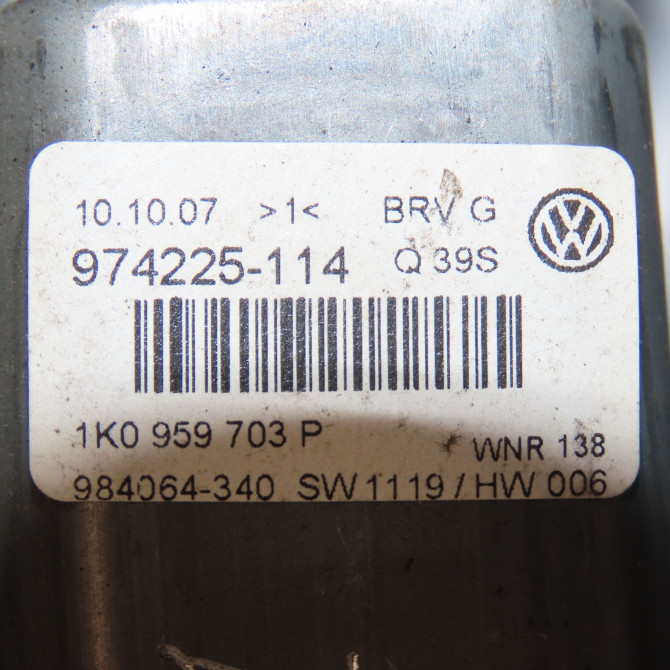 10.10.07 >1< BRV G
974225-114 Q 39S
1K0 959 703 P
WNR 138
984064-340 SW 1119 / HW 006